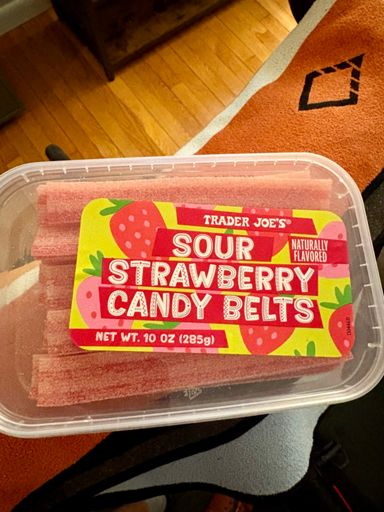 TRADER JOE'S®
SOUR
NATURALLY
FLAVORED
STRAWBERRY
CANDY BELTS
NET WT. 10 OZ (285g)